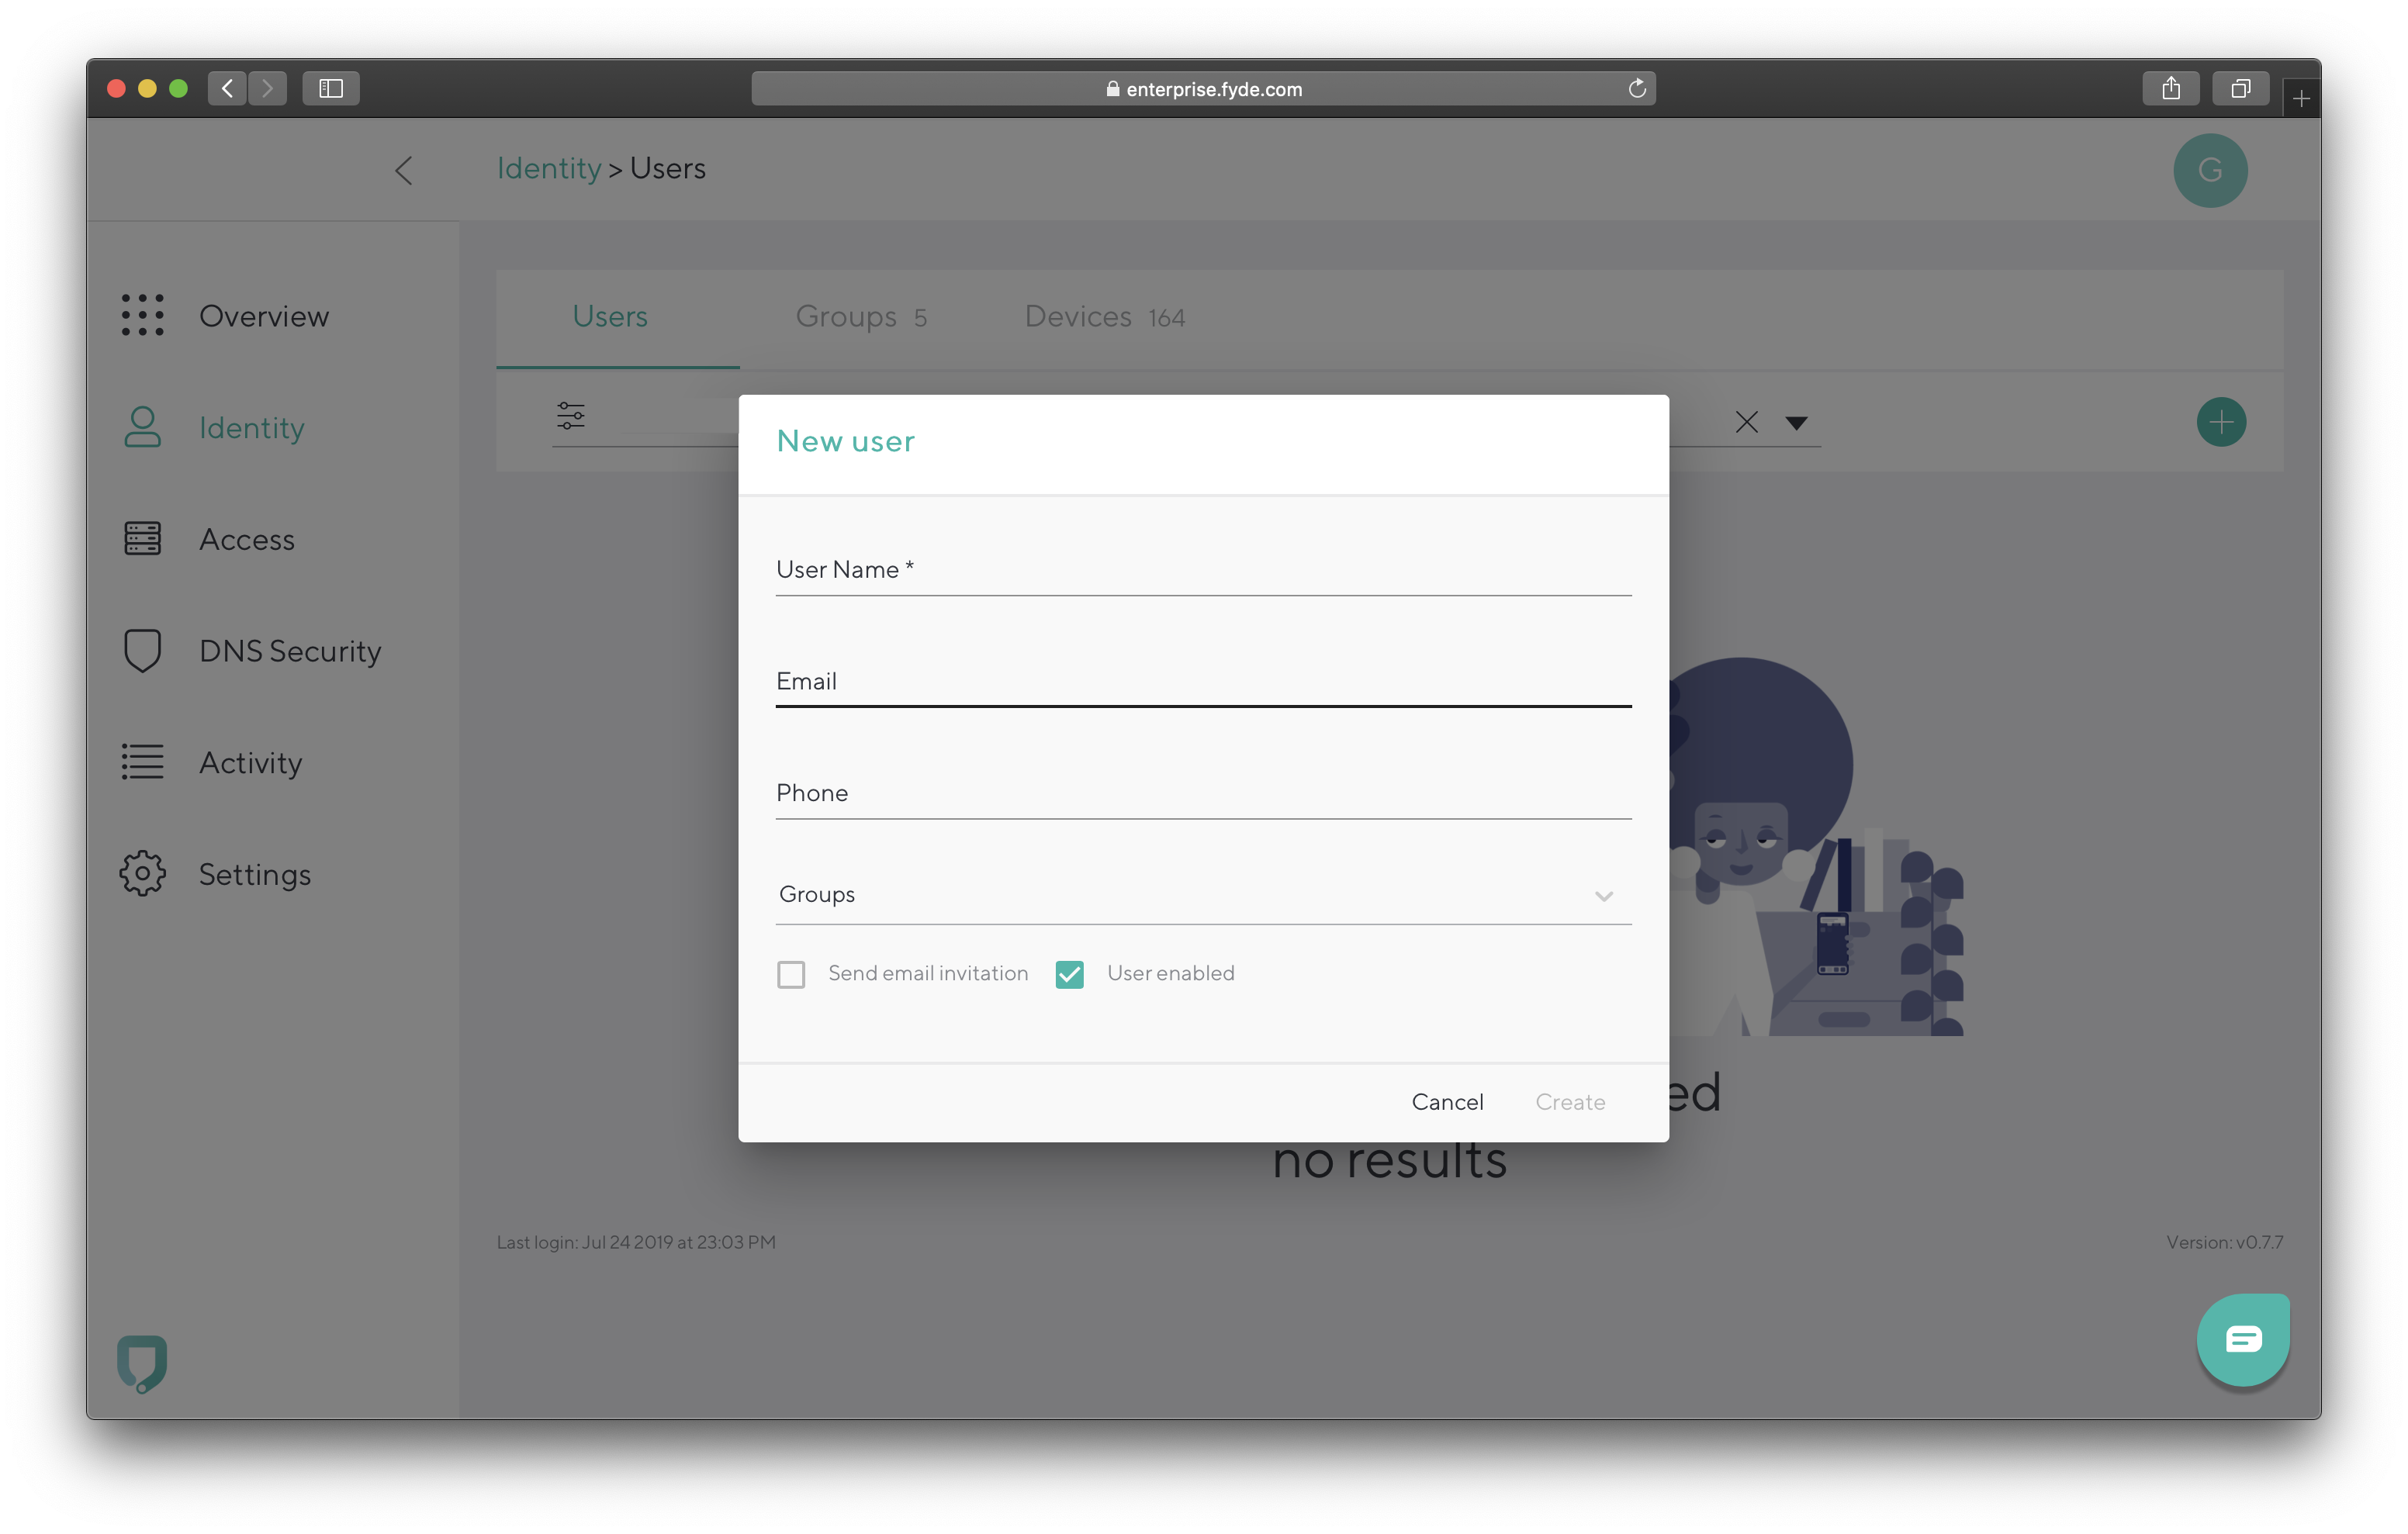 enterprise.fyde.com
Identity > Users
G
Overview
Identity
Access
DNS Security
Activity
Settings
Users
Groups 5
Devices 164
New user
User Name *
Email
Phone
Groups
Send email invitation
User enabled
Cancel
Create
ed
no results
Last login: Jul 24 2019 at 23:03 PM
Version: v0.7.7